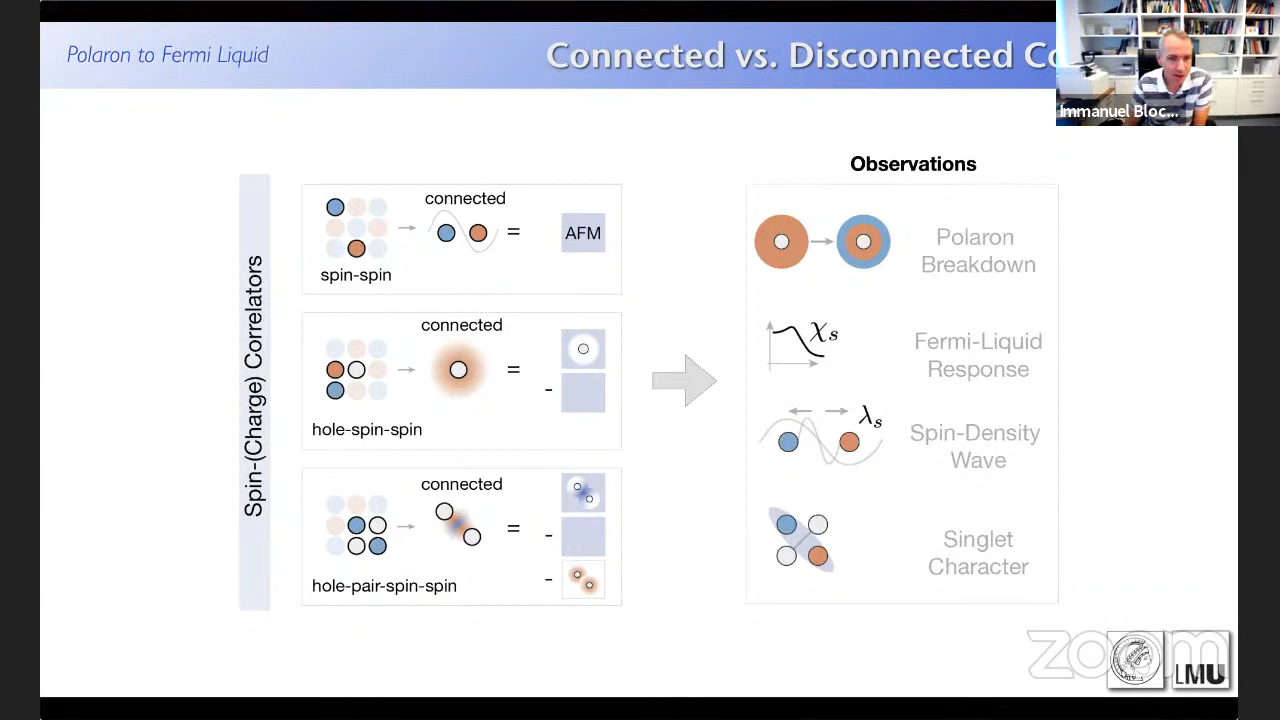 Polaron to Fermi Liquid
Connected vs. Disconnected
Immanuel Bloc...
Observations
Spin-(Charge) Correlators
connected
=
AFM
spin-spin
connected
=
-
hole-spin-spin
connected
=
-
-
hole-pair-spin-spin
Polaron
Breakdown
χs
Fermi-Liquid
Response
λs
Spin-Density
Wave
Singlet
Character
zoom
LMU